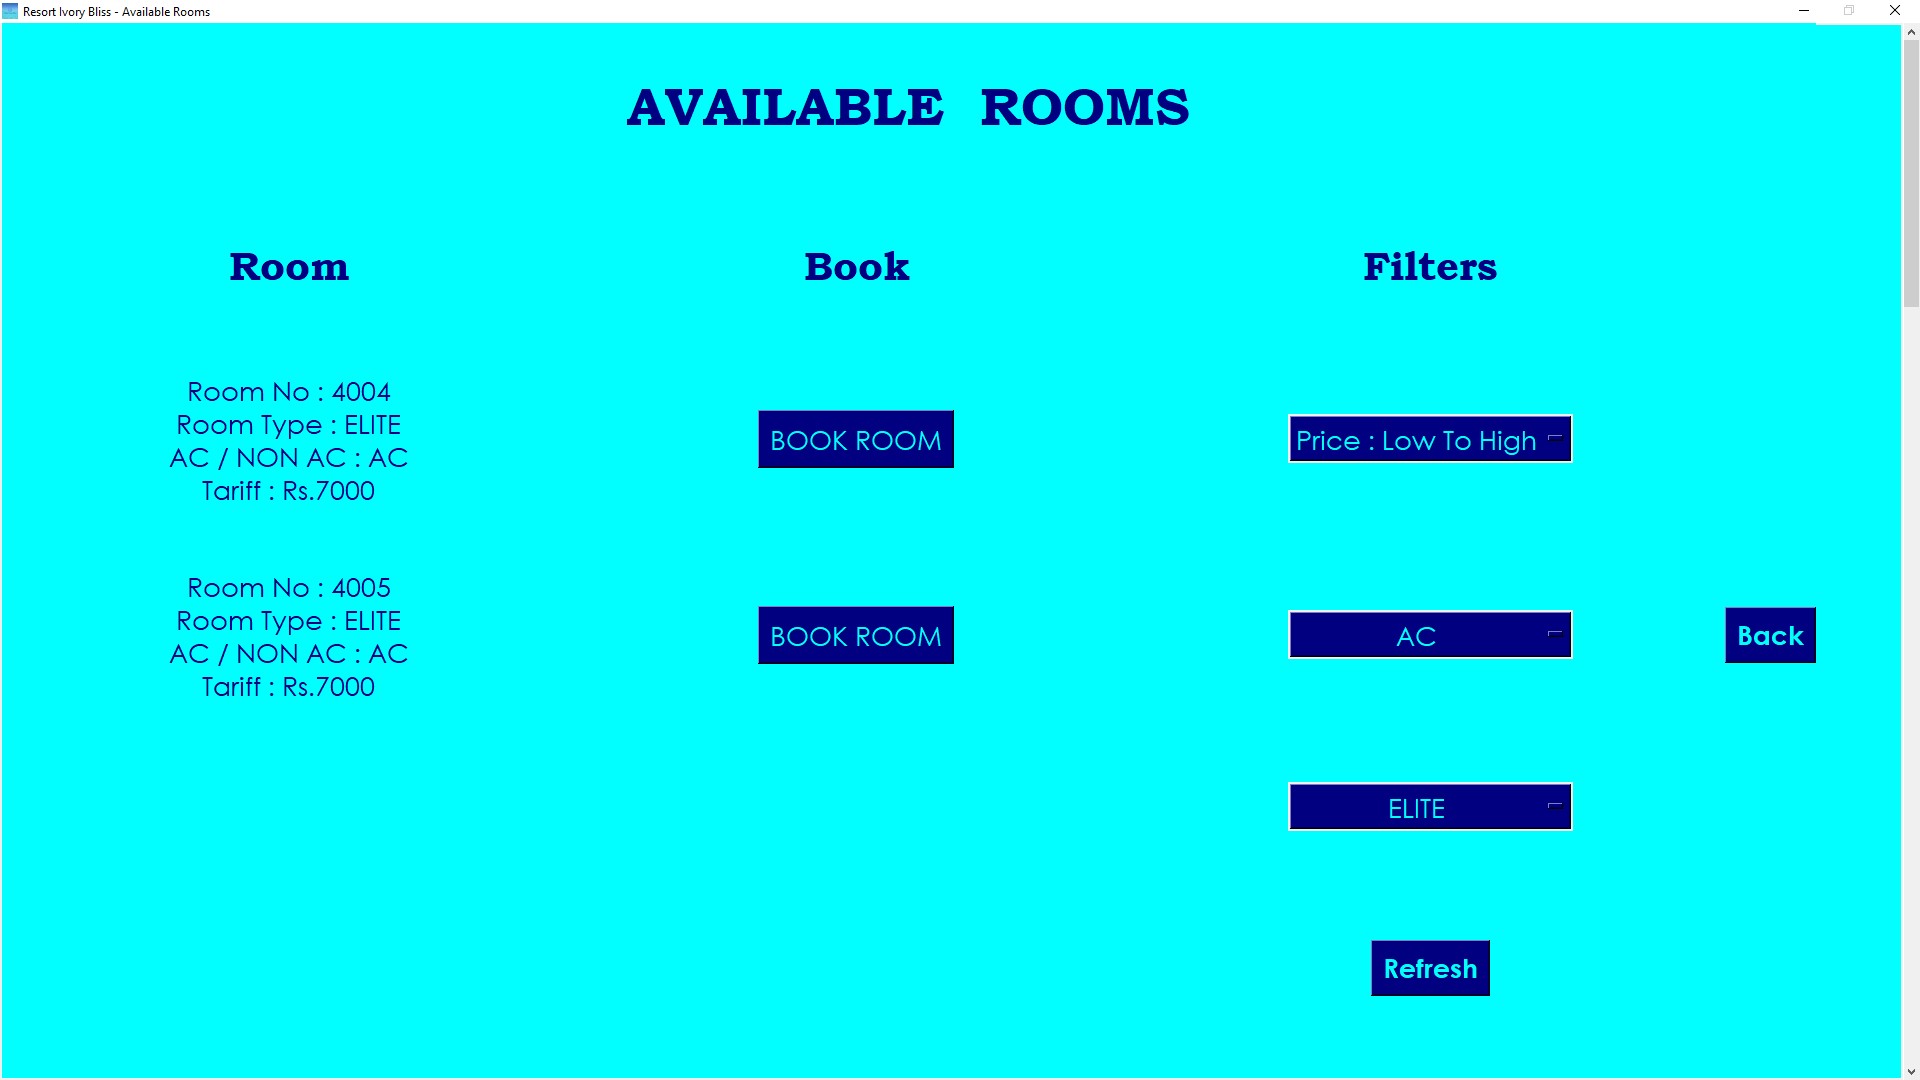 Resort Ivory Bliss - Available Rooms
AVAILABLE ROOMS
Room
Book
Filters
Room No : 4004
Room Type : ELITE
AC / NON AC : AC
Tariff : Rs.7000
BOOK ROOM
Price : Low To High
Room No : 4005
Room Type : ELITE
AC / NON AC : AC
Tariff : Rs.7000
BOOK ROOM
AC
Back
ELITE
Refresh